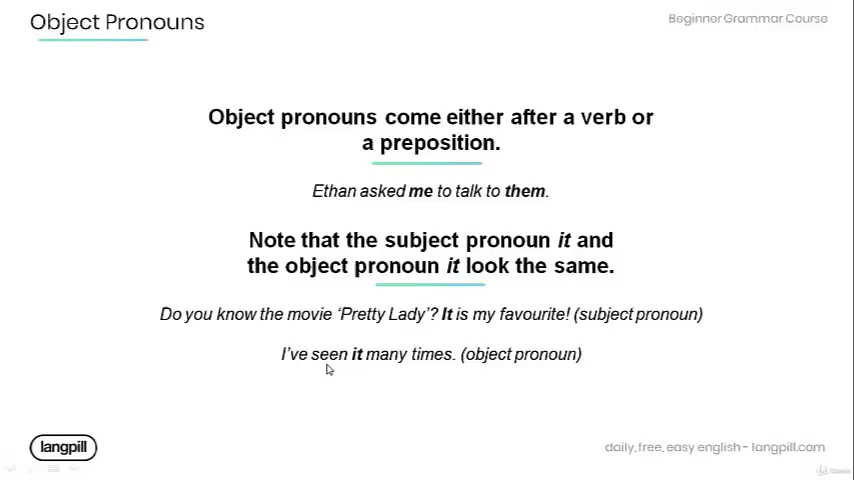 Object Pronouns
Beginner Grammar Course
Object pronouns come either after a verb or
a preposition.
Ethan asked me to talk to them.
Note that the subject pronoun it and
the object pronoun it look the same.
Do you know the movie ‘Pretty Lady’? It is my favourite! (subject pronoun)
I’ve seen it many times. (object pronoun)
langpill
daily, free, easy english - langpill.com